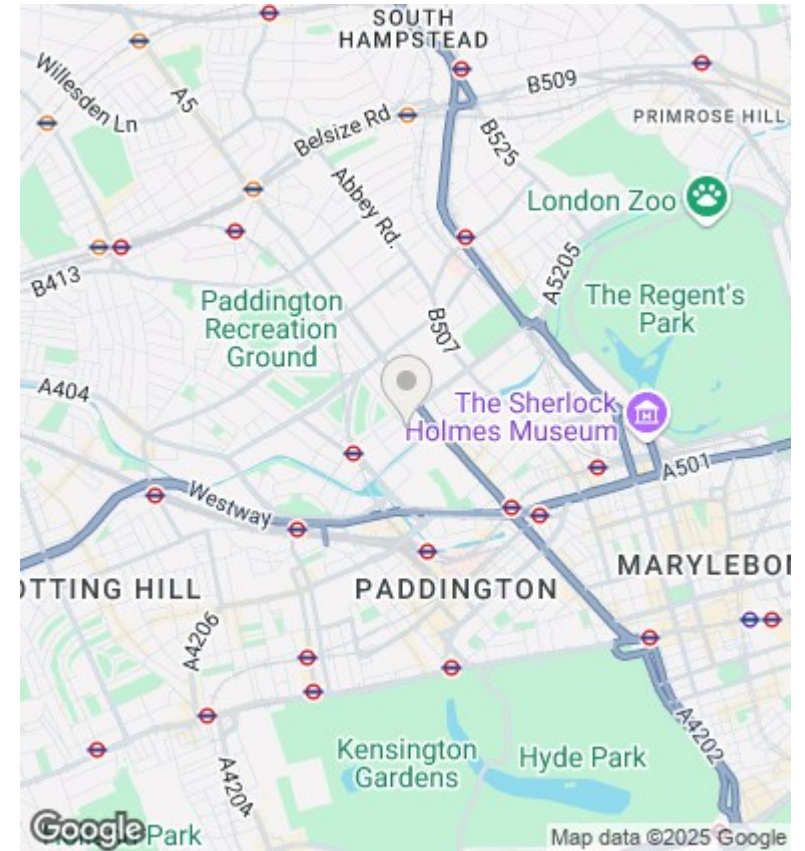 SOUTH
HAMPSTEAD
Willesden Ln
A5
B509
Belsize Rd
B525
PRIMROSE HILL
Abbey Rd.
London Zoo
A5205
B413
Paddington
Recreation
Ground
B507
The Regent's
Park
A404
The Sherlock
Holmes Museum
A501
Westway
MARYLEBO
OTTING HILL
PADDINGTON
A4206
A4202
Kensington
Gardens
Hyde Park
A4204
Google
Park
Map data ©2025 Google